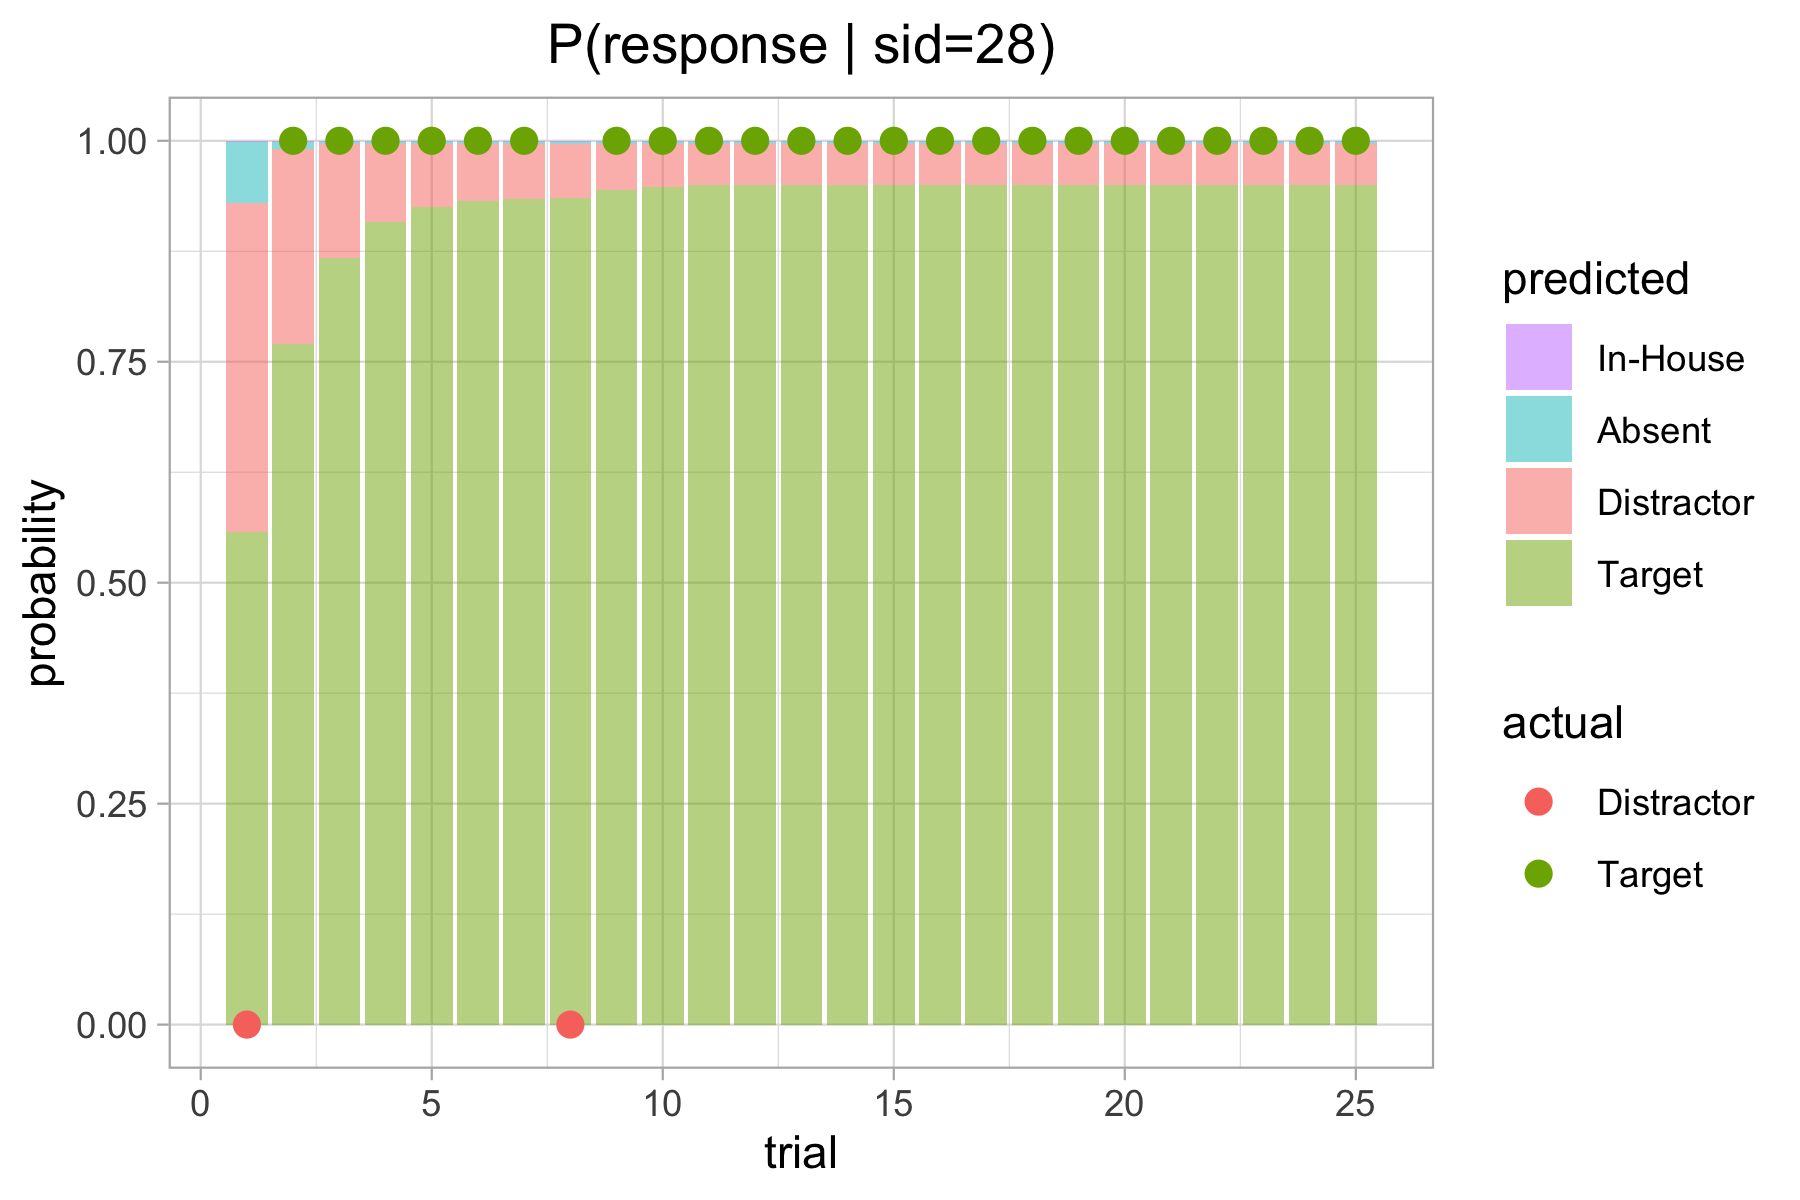 P(response | sid=28)
probability
1.00
0.75
0.50
0.25
0.00
0 5 10 15 20 25
trial
predicted
In-House
Absent
Distractor
Target
actual
Distractor
Target